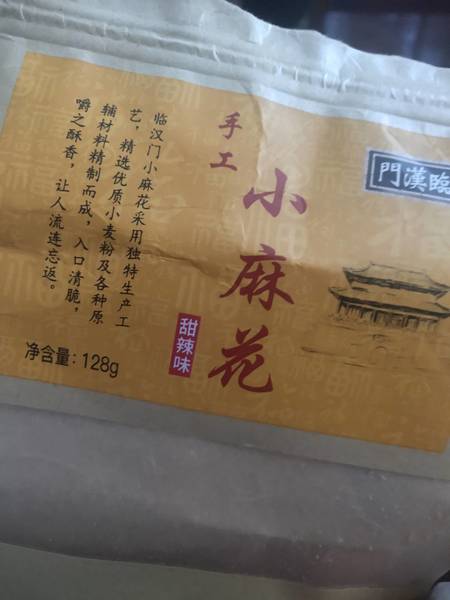 門漢臨
手工
小麻花
甜辣味
临汉门小麻花采用独特生产工
艺，精选优质小麦粉及各种原
辅材料精制而成，入口清脆，
嚼之酥香，让人流连忘返。
净含量：128g